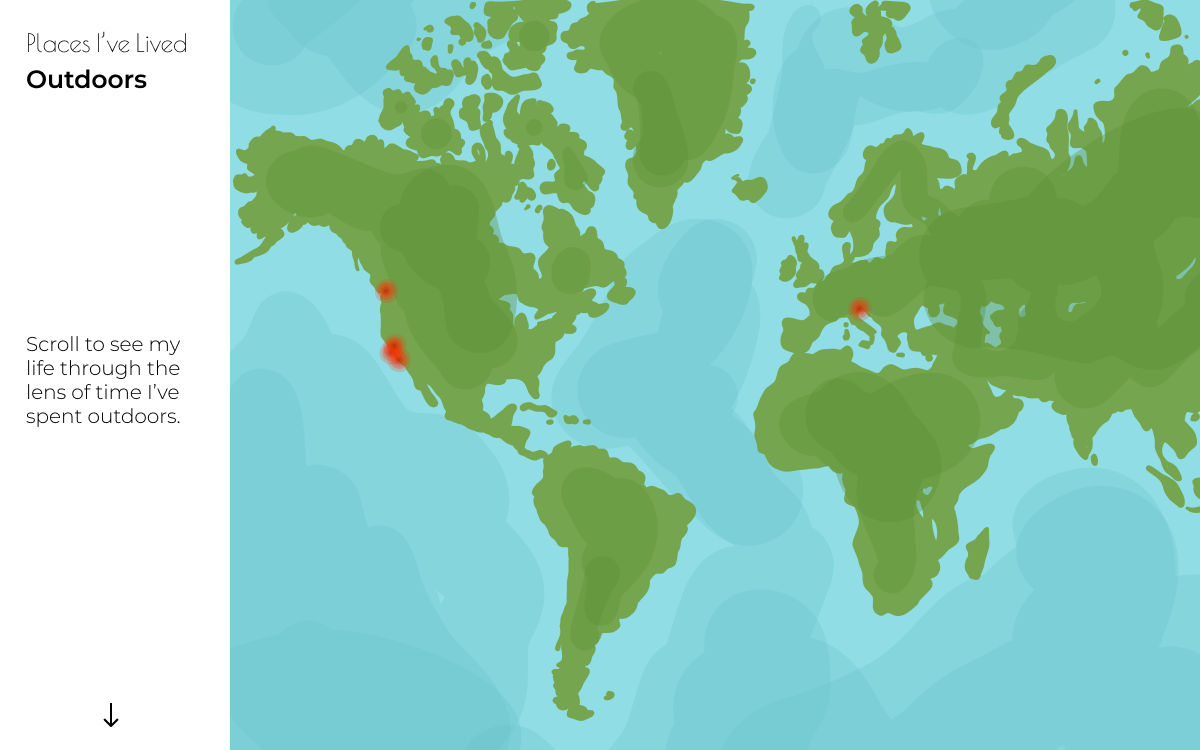 Places I've Lived
Outdoors
Scroll to see my
life through the
lens of time I've
spent outdoors.